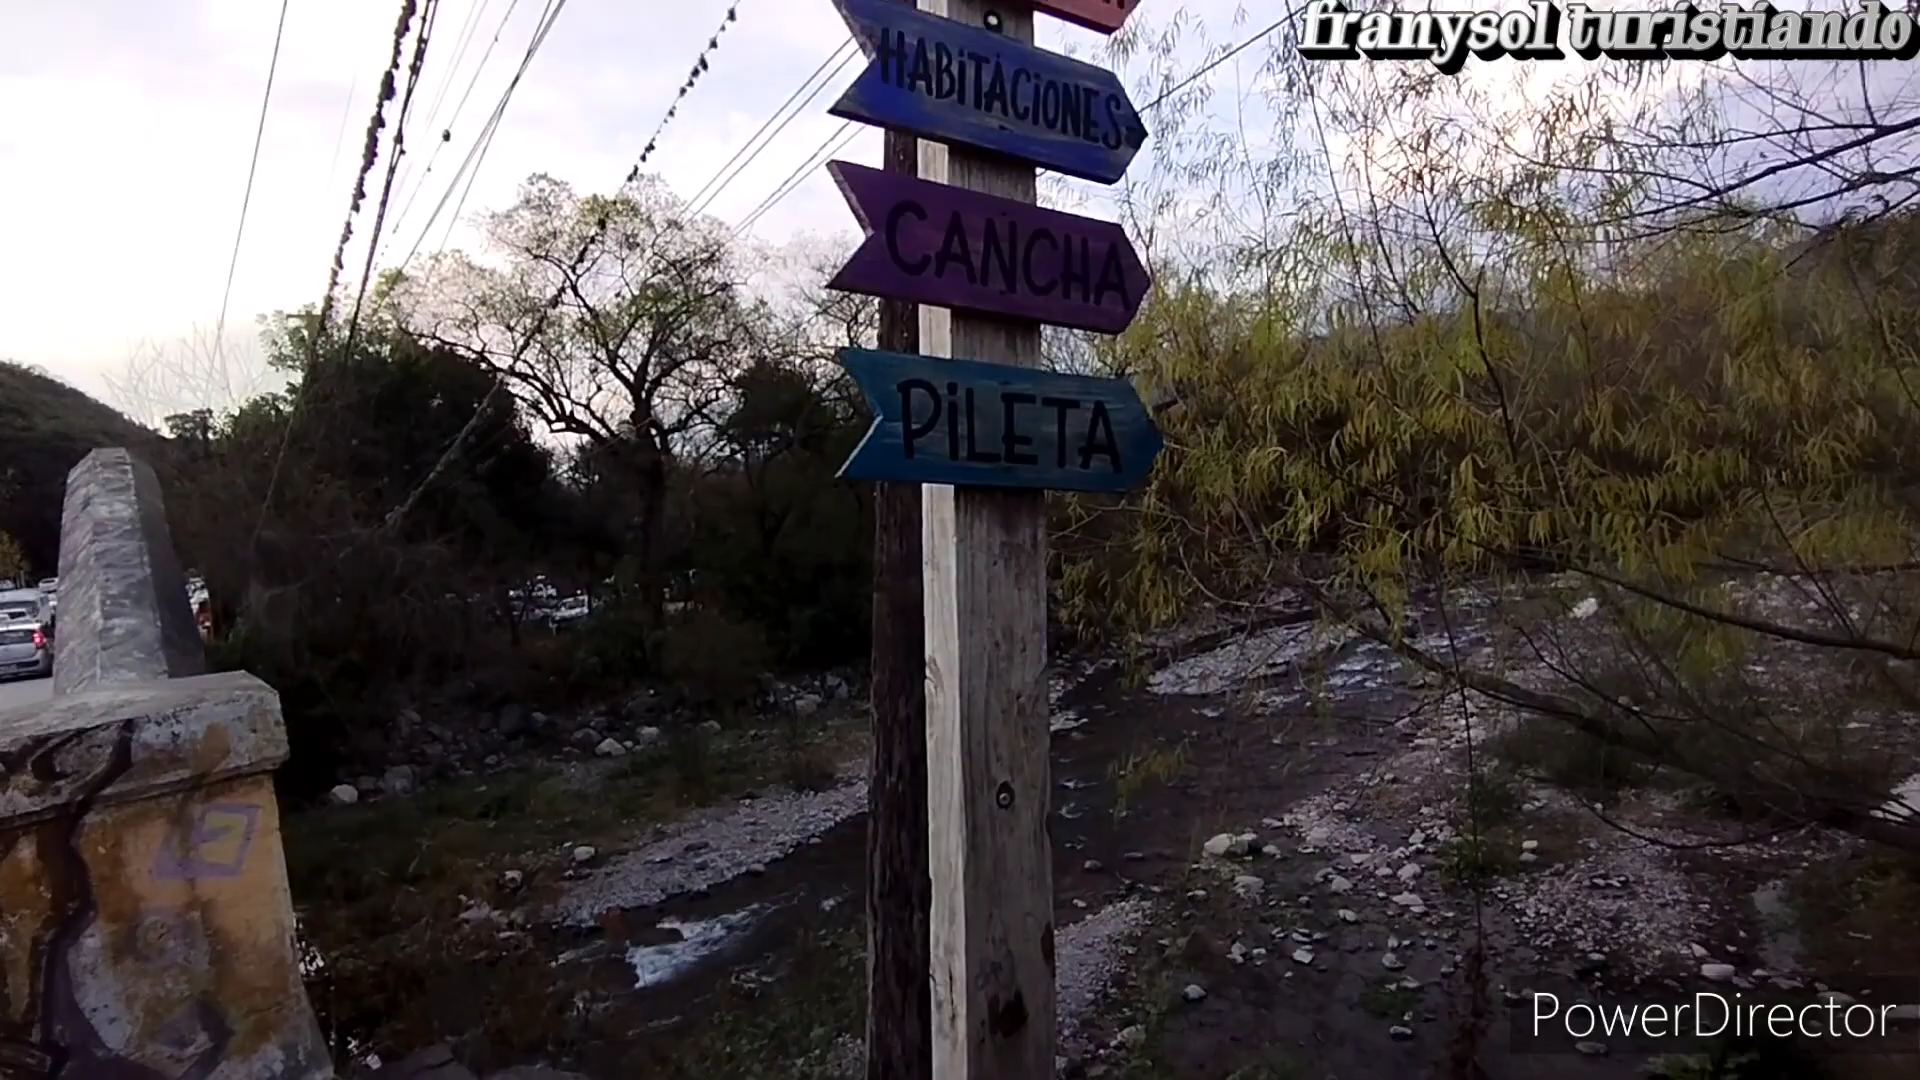 franysol turistiando
HABiTACiONES
CANCHA
PiLETA
PowerDirector